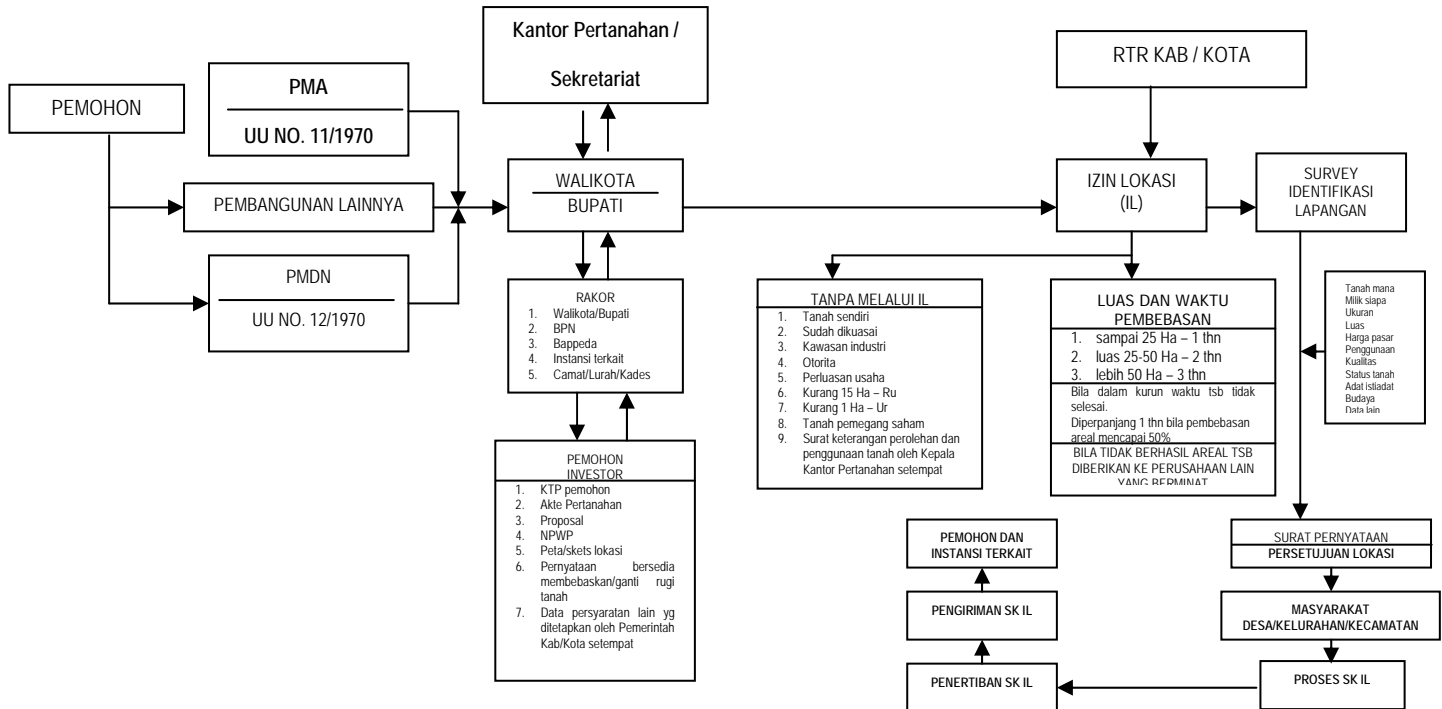 PEMOHON
PMA
UU NO. 11/1970
PEMBANGUNAN LAINNYA
PMDN
UU NO. 12/1970
Kantor Pertanahan /
Sekretariat
WALIKOTA
BUPATI
RAKOR
1. Walikota/Bupati
2. BPN
3. Bappeda
4. Instansi terkait
5. Camat/Lurah/Kades
PEMOHON
INVESTOR
1. KTP pemohon
2. Akte Pertanahan
3. Proposal
4. NPWP
5. Peta/skets lokasi
6. Pernyataan bersedia
membebaskan/ganti rugi
tanah
7. Data persyaratan lain yg
ditetapkan oleh Pemerintah
Kab/Kota setempat
RTR KAB / KOTA
IZIN LOKASI
(IL)
SURVEY
IDENTIFIKASI
LAPANGAN
TANPA MELALUI IL
1. Tanah sendiri
2. Sudah dikuasai
3. Kawasan industri
4. Otorita
5. Perluasan usaha
6. Kurang 15 Ha – Ru
7. Kurang 1 Ha – Ur
8. Tanah pemegang saham
9. Surat keterangan perolehan dan
penggunaan tanah oleh Kepala
Kantor Pertanahan setempat
LUAS DAN WAKTU
PEMBEBASAN
1. sampai 25 Ha – 1 thn
2. luas 25-50 Ha – 2 thn
3. lebih 50 Ha – 3 thn
Bila dalam kurun waktu tsb tidak
selesai.
Diperpanjang 1 thn bila pembebasan
areal mencapai 50%
BILA TIDAK BERHASIL AREAL TSB
DIBERIKAN KE PERUSAHAAN LAIN
YANG BERMINAT
Tanah mana
Milik siapa
Ukuran
Luas
Harga pasar
Penggunaan
Kualitas
Status tanah
Adat istiadat
Budaya
Data lain
SURAT PERNYATAAN
PERSETUJUAN LOKASI
MASYARAKAT
DESA/KELURAHAN/KECAMATAN
PROSES SK IL
PENERTIBAN SK IL
PENGIRIMAN SK IL
PEMOHON DAN
INSTANSI TERKAIT